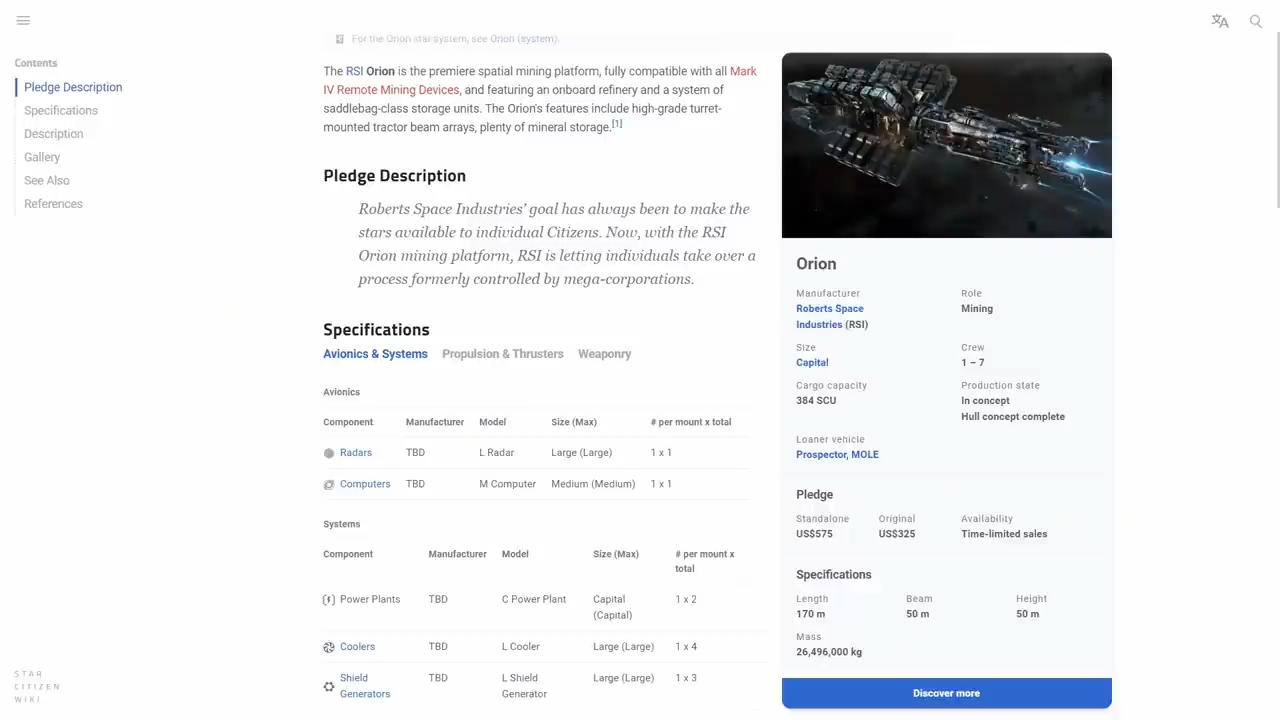 For the Orion star system, see Orion (system).
Contents
Pledge Description
Specifications
Description
Gallery
See Also
References
The RSI Orion is the premiere spatial mining platform, fully compatible with all Mark
IV Remote Mining Devices, and featuring an onboard refinery and a system of
saddlebag-class storage units. The Orion's features include high-grade turret-
mounted tractor beam arrays, plenty of mineral storage.[1]
Pledge Description
Roberts Space Industries' goal has always been to make the
stars available to individual Citizens. Now, with the RSI
Orion mining platform, RSI is letting individuals take over a
process formerly controlled by mega-corporations.
Specifications
Avionics & Systems Propulsion & Thrusters Weaponry
Avionics
Component Manufacturer Model Size (Max) # per mount x total
Radars TBD L Radar Large (Large) 1 x 1
Computers TBD M Computer Medium (Medium) 1 x 1
Systems
Component Manufacturer Model Size (Max) # per mount x
total
Power Plants TBD C Power Plant Capital 1 x 2
(Capital)
Coolers TBD L Cooler Large (Large) 1 x 4
Shield TBD L Shield Large (Large) 1 x 3
Generators Generator
Orion
Manufacturer Role
Roberts Space Mining
Industries (RSI)
Size Crew
Capital 1 – 7
Cargo capacity Production state
384 SCU In concept
Hull concept complete
Loaner vehicle
Prospector, MOLE
Pledge
Standalone Original Availability
US$575 US$325 Time-limited sales
Specifications
Length Beam Height
170 m 50 m 50 m
Mass
26,496,000 kg
Discover more
STAR
CITIZEN
WIKI